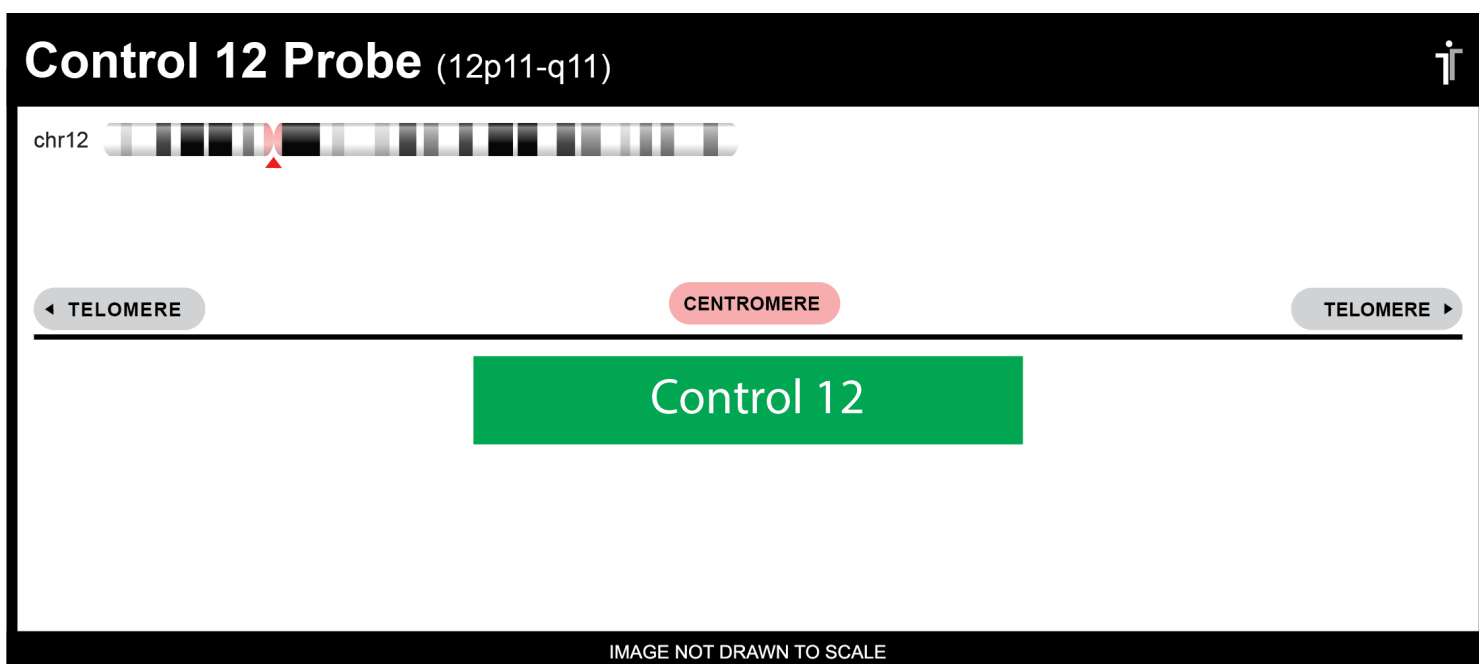 Control 12 Probe (12p11-q11)
chr12
◄ TELOMERE
CENTROMERE
TELOMERE ►
Control 12
IMAGE NOT DRAWN TO SCALE